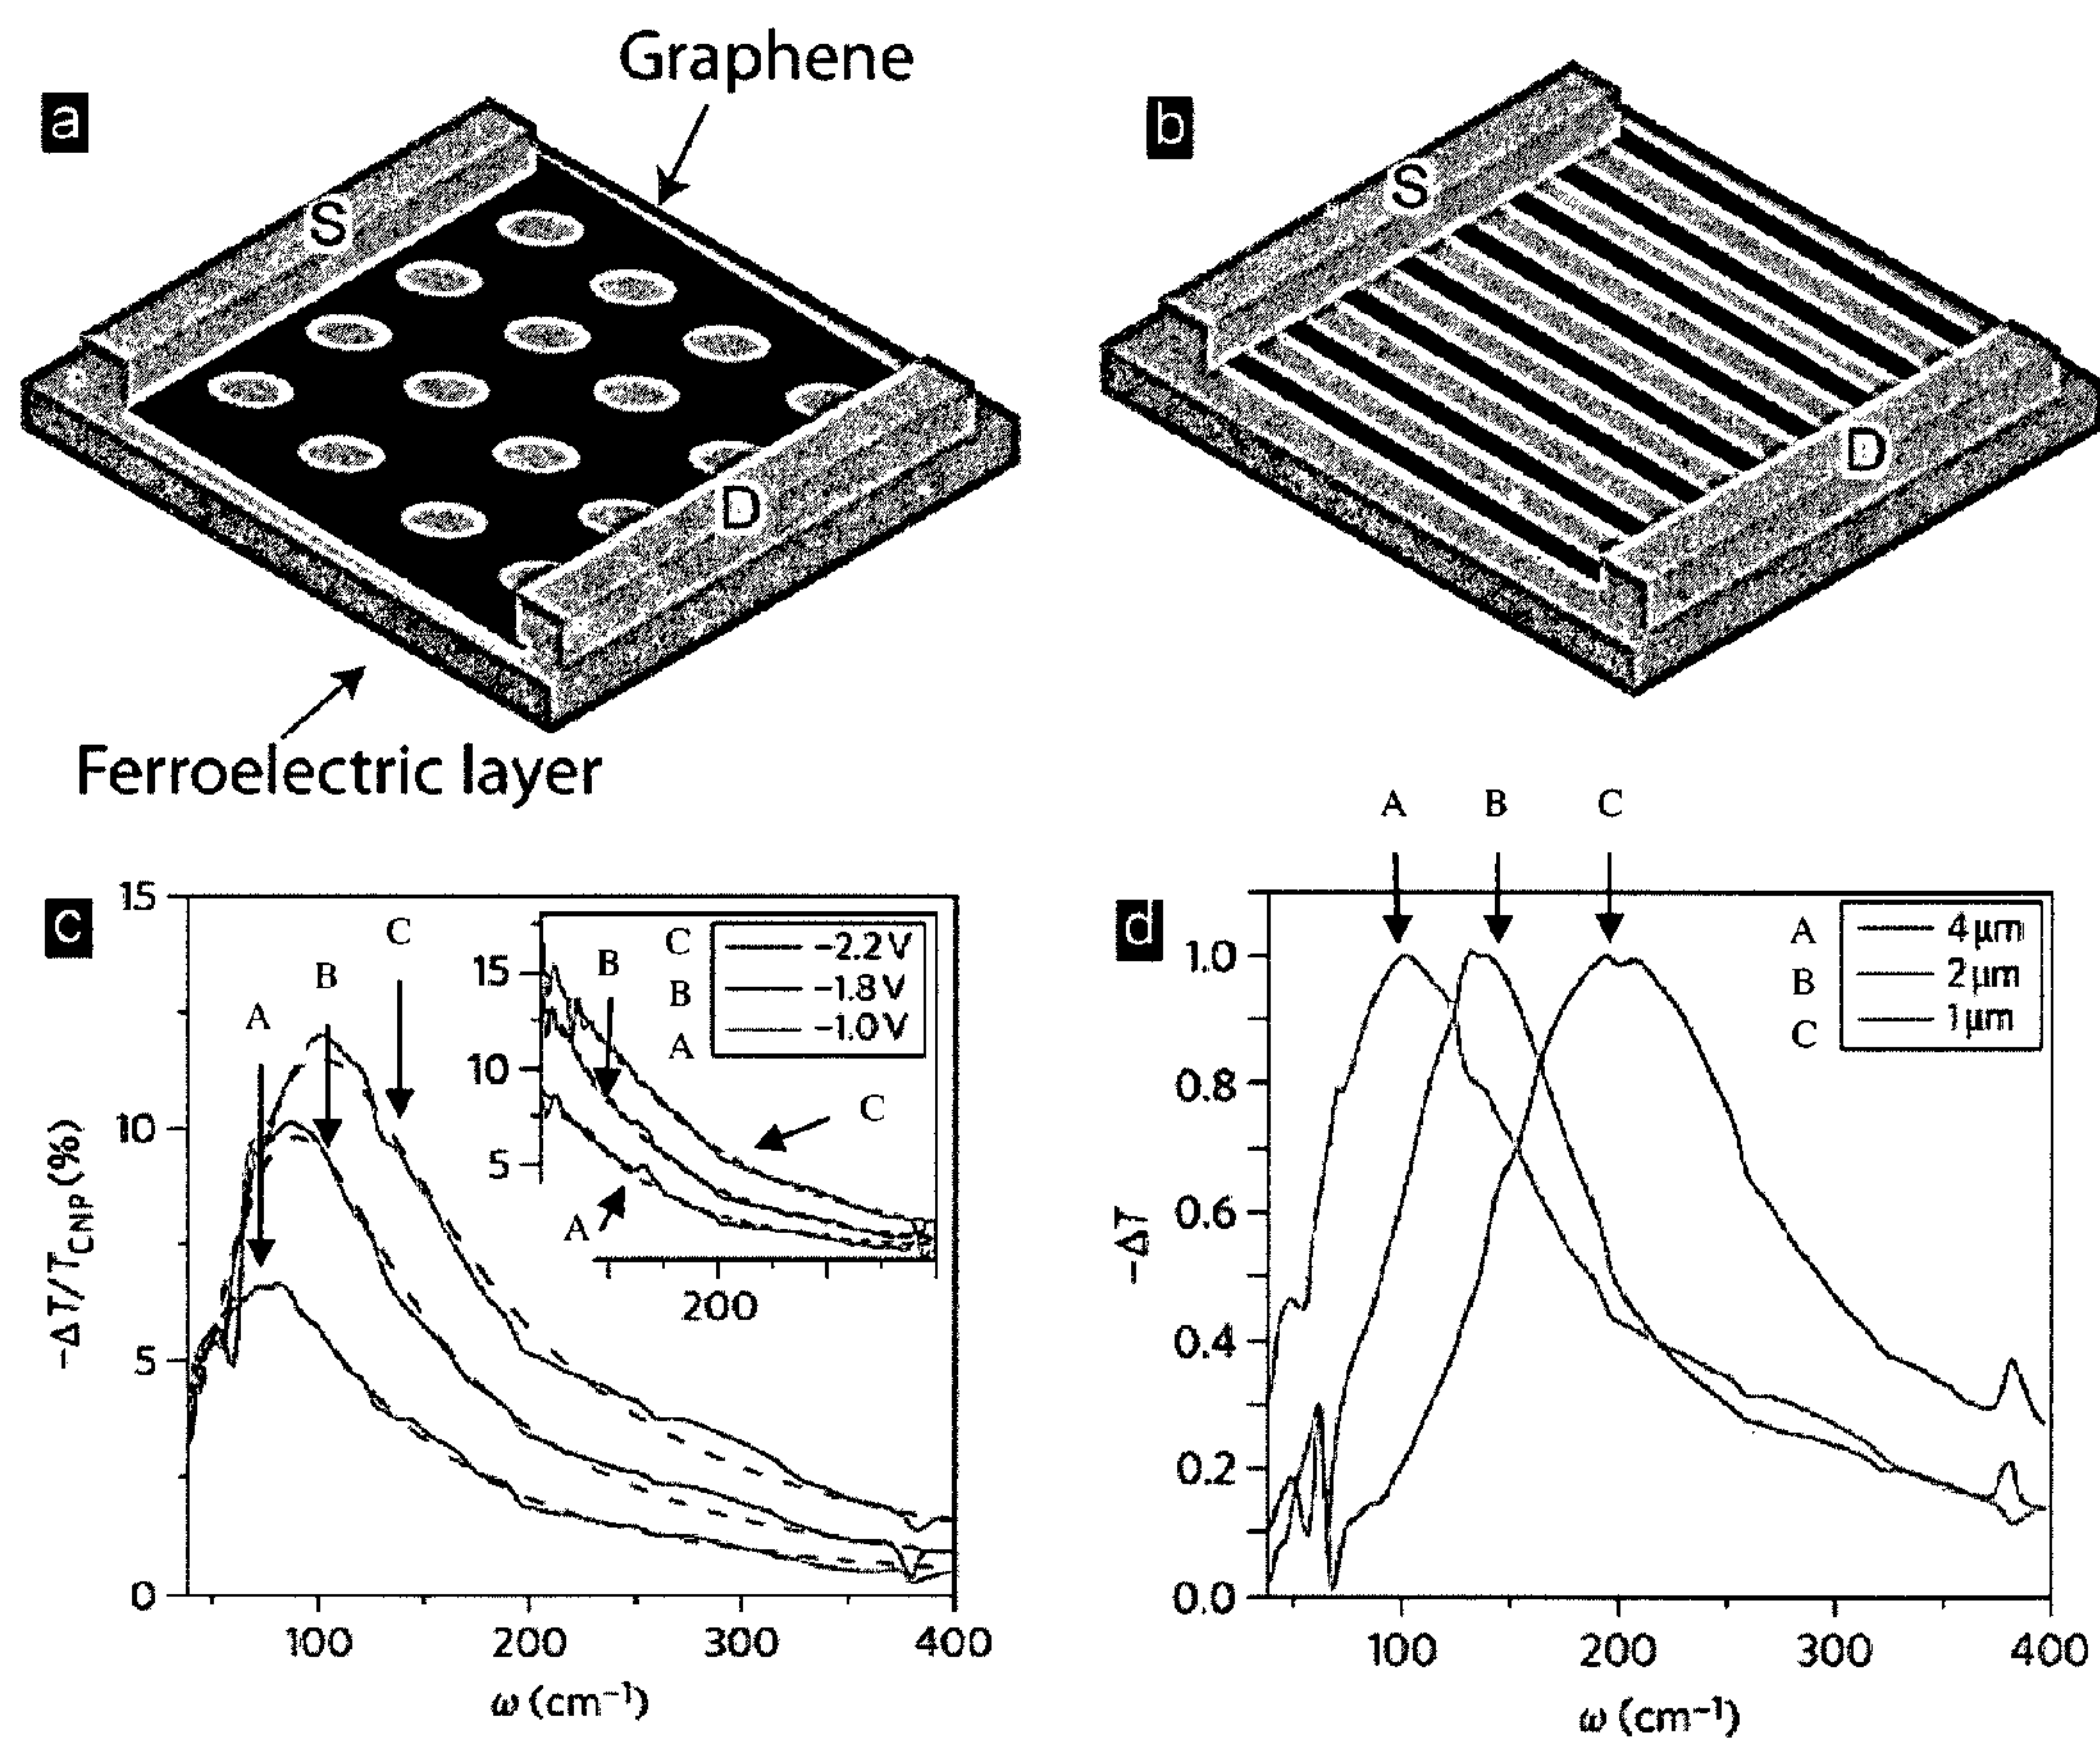 Graphene
a
S
D
Ferroelectric layer
b
S
D
c
15
10
5
0
−ΔT/T_CNP (%)
A
B
C
100
200
300
400
ω (cm⁻¹)
15
10
5
200
B
C
A
C −2.2 V
B −1.8 V
A −1.0 V
d
A B C
1.0
0.8
0.6
0.4
0.2
0.0
−ΔT
A 4 μm
B 2 μm
C 1 μm
100
200
300
400
ω (cm⁻¹)